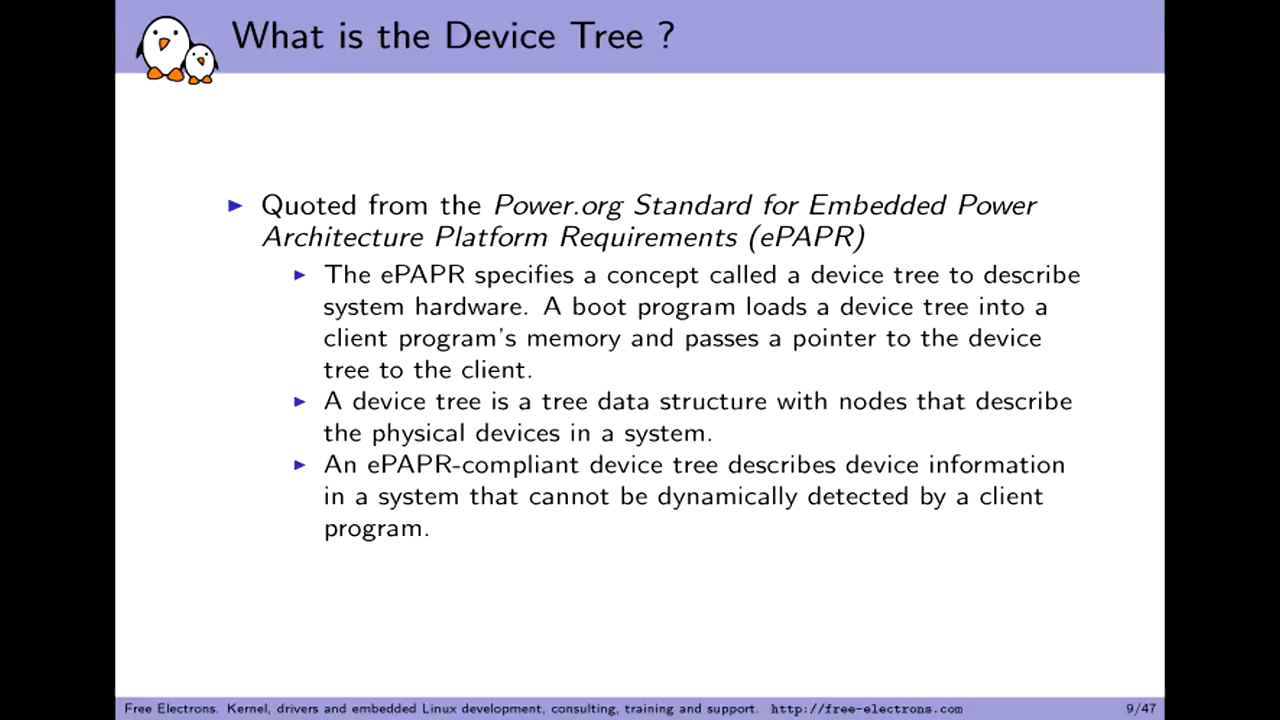 What is the Device Tree ?
Quoted from the Power.org Standard for Embedded Power
Architecture Platform Requirements (ePAPR)
The ePAPR specifies a concept called a device tree to describe
system hardware. A boot program loads a device tree into a
client program's memory and passes a pointer to the device
tree to the client.
A device tree is a tree data structure with nodes that describe
the physical devices in a system.
An ePAPR-compliant device tree describes device information
in a system that cannot be dynamically detected by a client
program.
Free Electrons. Kernel, drivers and embedded Linux development, consulting, training and support. http://free-electrons.com 9/47